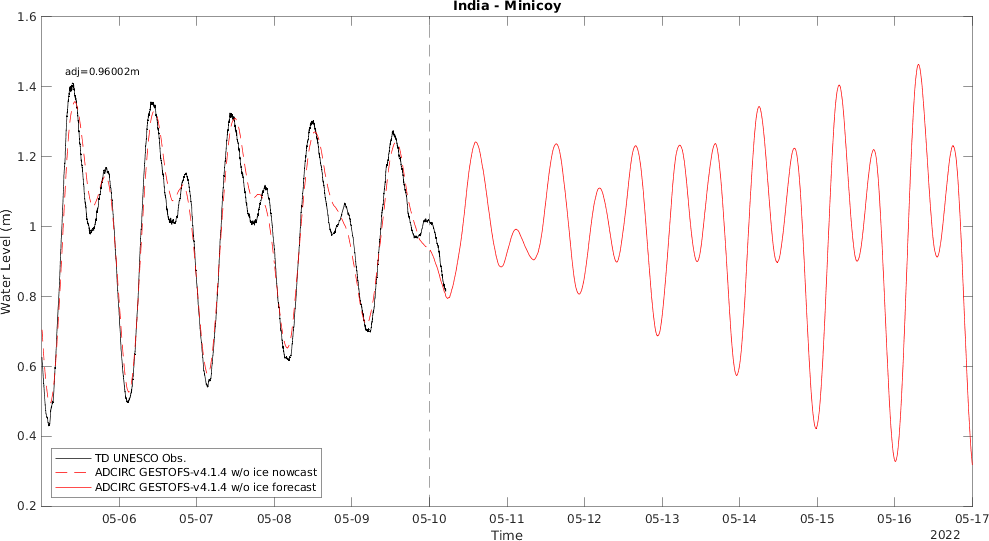 India - Minicoy
1.6
1.4
1.2
1
0.8
0.6
0.4
0.2
Water Level (m)
adj=0.96002m
TD UNESCO Obs.
ADCIRC GESTOFS-v4.1.4 w/o ice nowcast
ADCIRC GESTOFS-v4.1.4 w/o ice forecast
05-06 05-07 05-08 05-09 05-10 05-11 05-12 05-13 05-14 05-15 05-16 05-17
Time
2022